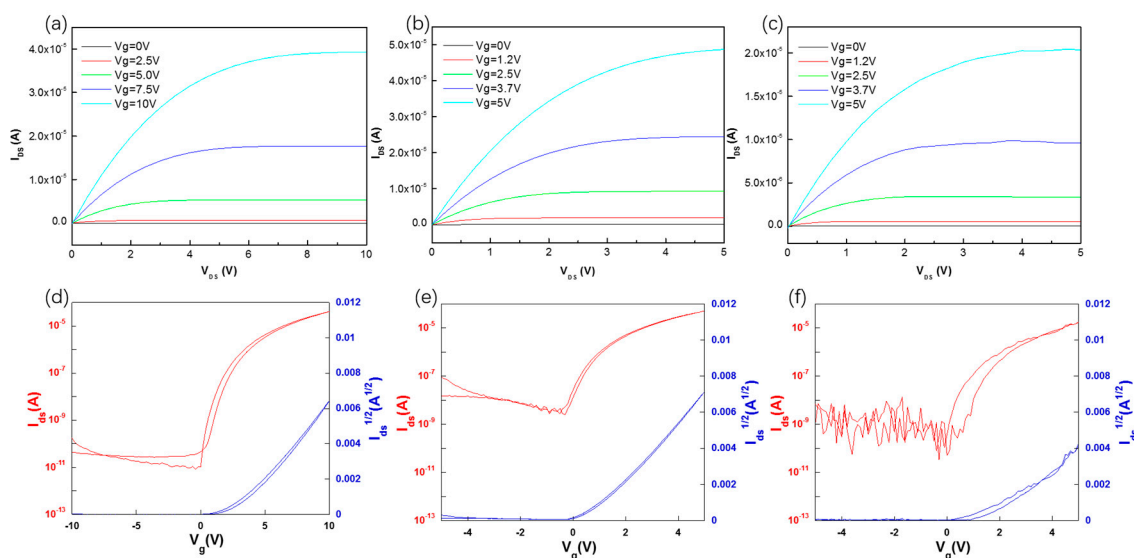 (a)
Vg=0V
Vg=2.5V
Vg=5.0V
Vg=7.5V
Vg=10V
4.0x10⁻⁵
2.0x10⁻⁵
0.0
I_DS (A)
0 2 4 6 8 10
V_DS (V)
(b)
Vg=0V
Vg=1.2V
Vg=2.5V
Vg=3.7V
Vg=5V
5.0x10⁻⁵
4.0x10⁻⁵
3.0x10⁻⁵
2.0x10⁻⁵
1.0x10⁻⁵
0.0
I_DS (A)
0 1 2 3 4 5
V_DS (V)
(c)
Vg=0V
Vg=1.2V
Vg=2.5V
Vg=3.7V
Vg=5V
2.0x10⁻⁵
1.5x10⁻⁵
1.0x10⁻⁵
5.0x10⁻⁶
0.0
I_DS (A)
0 1 2 3 4 5
V_DS (V)
(d)
10⁻⁵
10⁻⁷
10⁻⁹
10⁻¹¹
10⁻¹³
I_ds(A)
0.012
0.010
0.008
0.006
0.004
0.002
0
I_ds^1/2(A^1/2)
-10 -5 0 5 10
V_g(V)
(e)
10⁻⁵
10⁻⁷
10⁻⁹
10⁻¹¹
10⁻¹³
I_ds(A)
0.012
0.01
0.008
0.006
0.004
0.002
0
I_ds^1/2(A^1/2)
-4 -2 0 2 4
V_g(V)
(f)
10⁻⁵
10⁻⁷
10⁻⁹
10⁻¹¹
10⁻¹³
I_ds(A)
0.012
0.01
0.008
0.006
0.004
0.002
0
I_ds^1/2(A^1/2)
-4 -2 0 2 4
V_g(V)